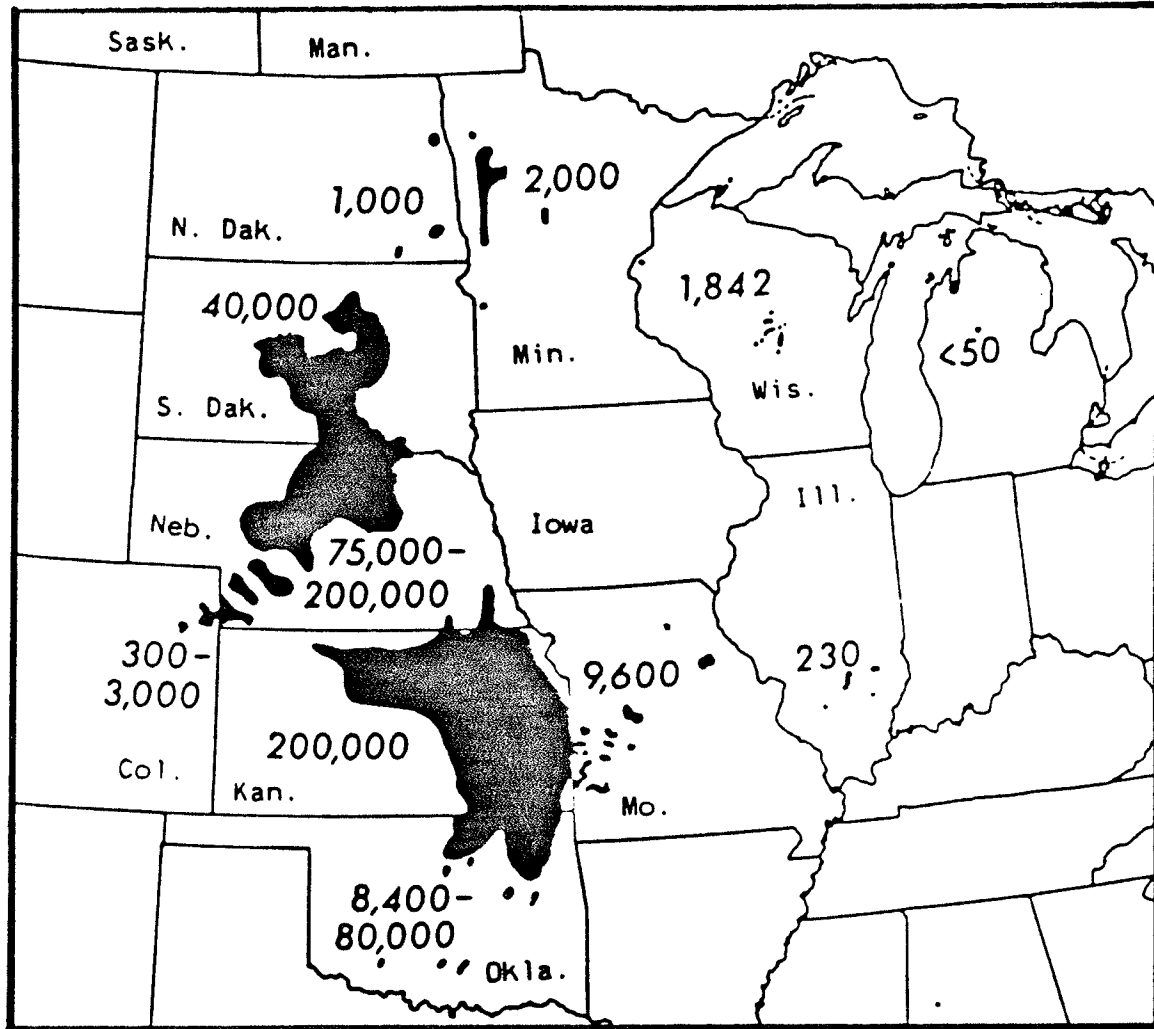 Sask.
Man.
1,000
2,000
N. Dak.
40,000
1,842
Min.
<50
S. Dak.
Wis.
Ill.
Neb.
Iowa
75,000–
200,000
300–
3,000
9,600
230
200,000
Col.
Kan.
Mo.
8,400–
80,000
Okla.